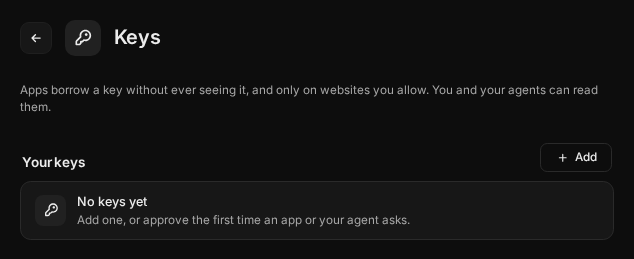 Keys
Apps borrow a key without ever seeing it, and only on websites you allow. You and your agents can read
them.
Your keys
+ Add
No keys yet
Add one, or approve the first time an app or your agent asks.